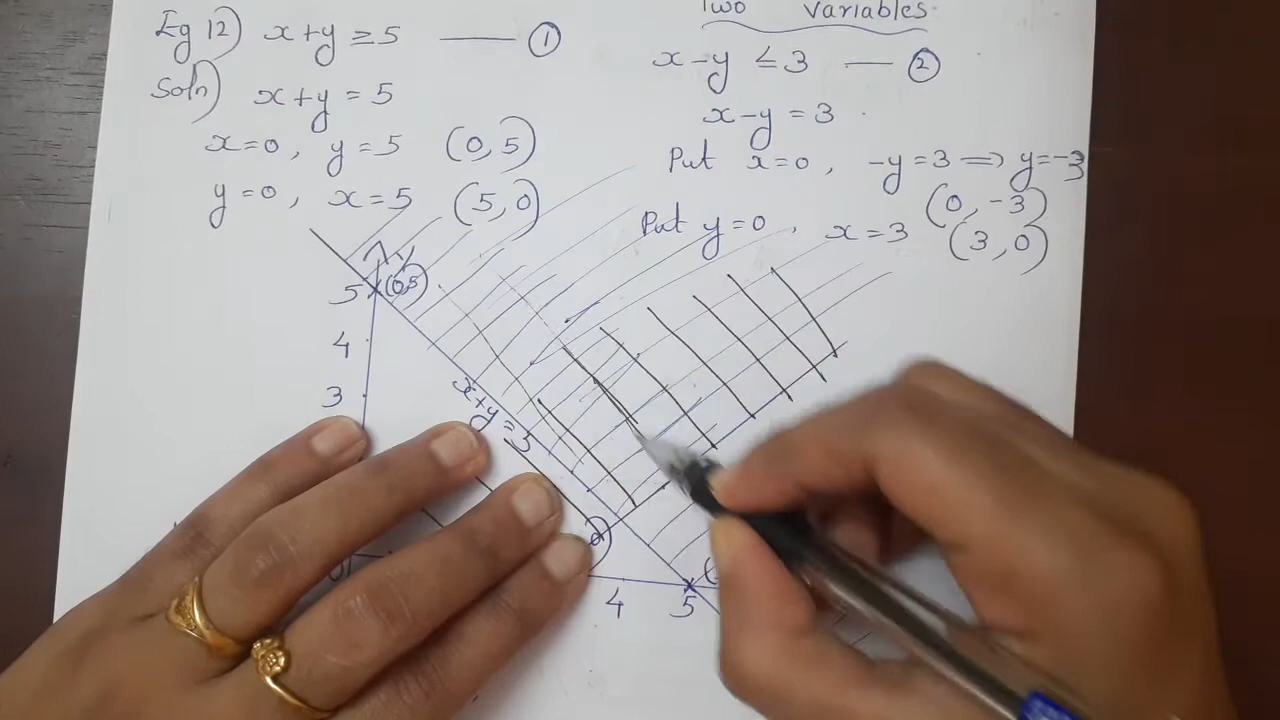 Two Variables
Eg 12) x+y ≥ 5 —— ①
x-y ≤ 3 —— ②
Soln) x+y = 5
x-y = 3
x=0, y=5 (0,5)
Put x=0, -y=3 ⟹ y=-3
(0, -3)
y=0, x=5 (5,0)
Put y=0, x=3 (3,0)
Y
5 (0,5)
4
3
x+y=5
4 5